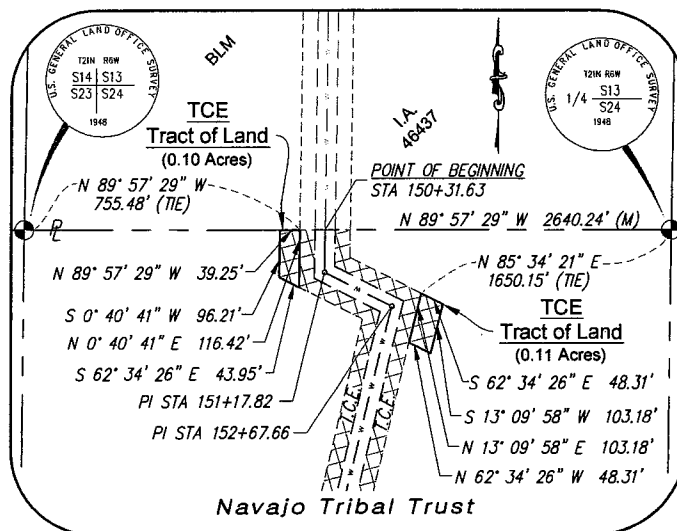 U.S. GENERAL LAND OFFICE SURVEY
T21N R6W
S14 S13
S23 S24
1948
BLM
I.A.
46437
U.S. GENERAL LAND OFFICE SURVEY
T21N R6W
1/4 S13
S24
1948
TCE
Tract of Land
(0.10 Acres)
POINT OF BEGINNING
STA 150+31.63
N 89° 57' 29" W
755.48' (TIE)
N 89° 57' 29" W 2640.24' (M)
PL
N 89° 57' 29" W 39.25'
S 0° 40' 41" W 96.21'
N 0° 40' 41" E 116.42'
S 62° 34' 26" E 43.95'
PI STA 151+17.82
PI STA 152+67.66
N 85° 34' 21" E
1650.15' (TIE)
TCE
Tract of Land
(0.11 Acres)
S 62° 34' 26" E 48.31'
S 13° 09' 58" W 103.18'
N 13° 09' 58" E 103.18'
N 62° 34' 26" W 48.31'
W
W
W
W
W
T.C.E.
T.C.E.
Navajo Tribal Trust